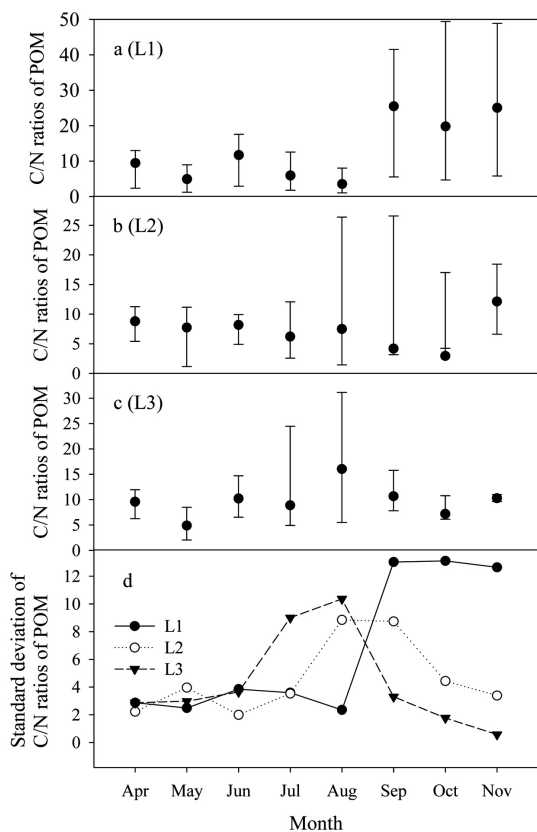 a (L1)
C/N ratios of POM
50
40
30
20
10
0
b (L2)
C/N ratios of POM
25
20
15
10
5
0
c (L3)
C/N ratios of POM
30
25
20
15
10
5
0
d
L1
L2
L3
Standard deviation of
C/N ratios of POM
12
10
8
6
4
2
0
Apr May Jun Jul Aug Sep Oct Nov
Month